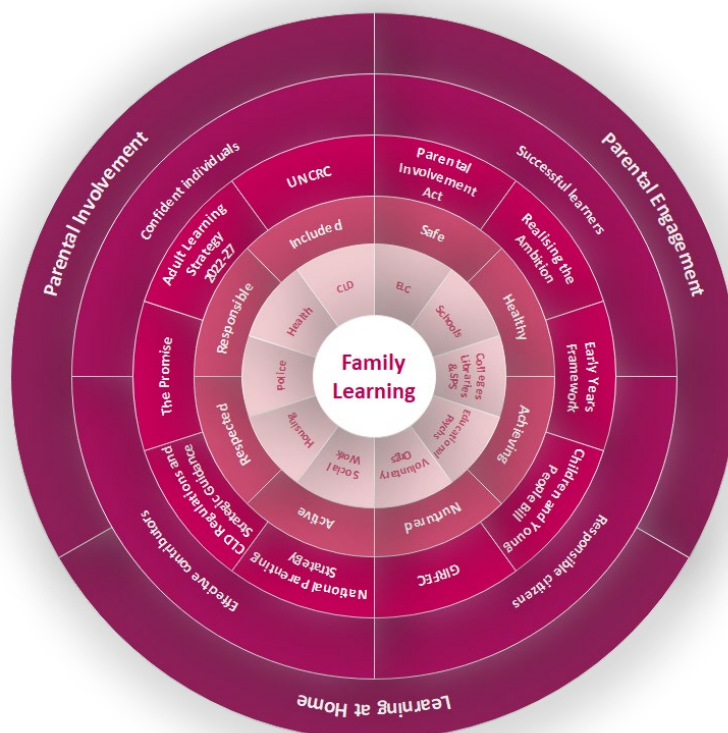 Family
Learning
ELC
Schools
Colleges
Libraries
& SPS
Educational
Psychs
Voluntary
Orgs
Social
Work
Housing
Police
Health
CLD
Safe
Healthy
Achieving
Nurtured
Active
Respected
Responsible
Included
Parental
Involvement
Act
Realising the
Ambition
Early Years
Framework
Children and Young
People Bill
GIRFEC
National Parenting
Strategy
CLD Regulations and
Strategic Guidance
The Promise
Adult Learning
Strategy
2022-27
UNCRC
Successful learners
Responsible citizens
Effective contributors
Confident individuals
Parental Engagement
Learning at Home
Parental Involvement